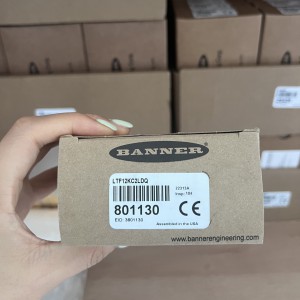 BANNER
LTF12KC2LDQ
801130
CE
Assembled in the USA
www.bannerengineering.com